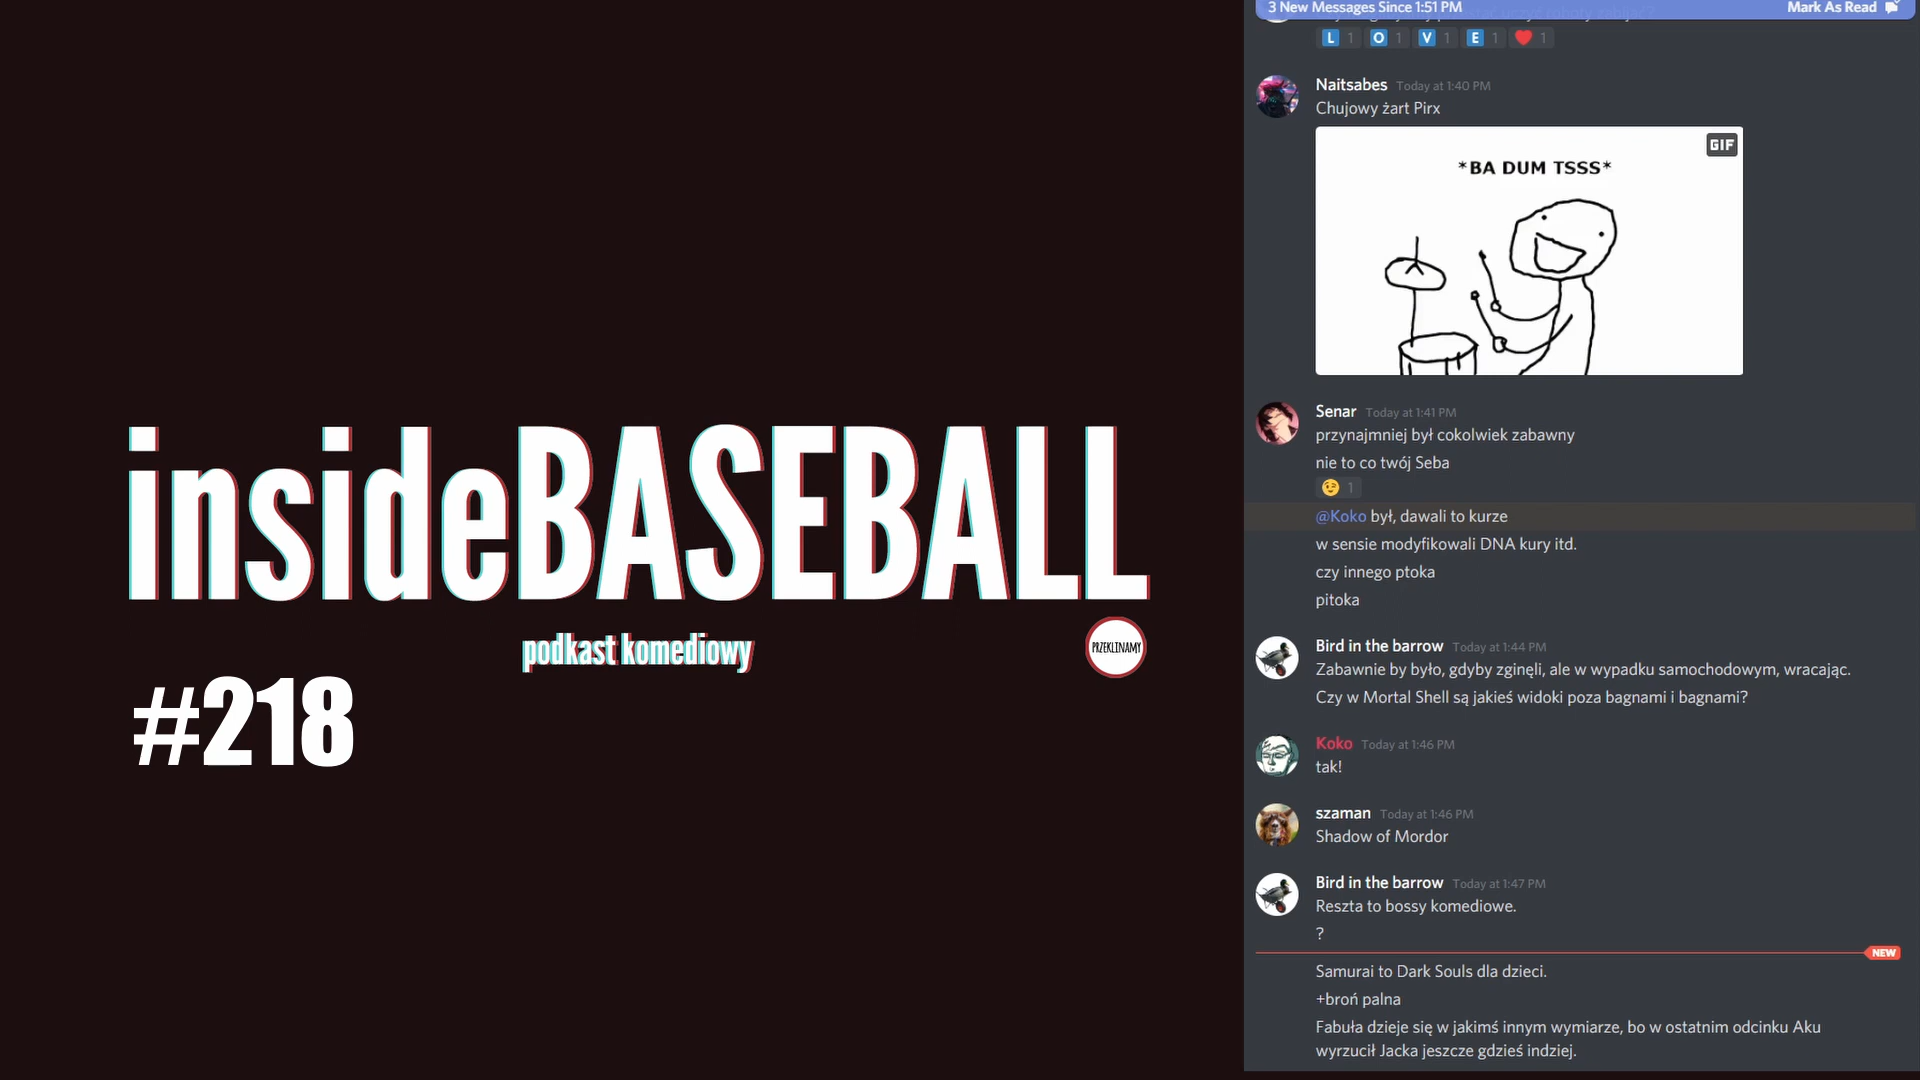 insideBASEBALL
podkast komediowy
PRZEKLINAMY
#218
3 New Messages Since 1:51 PM
Mark As Read
L 1 O 1 V 1 E 1 ❤️ 1
Naitsabes Today at 1:40 PM
Chujowy żart Pirx
GIF
*BA DUM TSSS*
Senar Today at 1:41 PM
przynajmniej był cokolwiek zabawny
nie to co twój Seba
😉 1
@Koko był, dawali to kurze
w sensie modyfikowali DNA kury itd.
czy innego ptoka
pitoka
Bird in the barrow Today at 1:44 PM
Zabawnie by było, gdyby zginęli, ale w wypadku samochodowym, wracając.
Czy w Mortal Shell są jakieś widoki poza bagnami i bagnami?
Koko Today at 1:46 PM
tak!
szaman Today at 1:46 PM
Shadow of Mordor
Bird in the barrow Today at 1:47 PM
Reszta to bossy komediowe.
?
NEW
Samurai to Dark Souls dla dzieci.
+broń palna
Fabuła dzieje się w jakimś innym wymiarze, bo w ostatnim odcinku Aku
wyrzucił Jacka jeszcze gdzieś indziej.